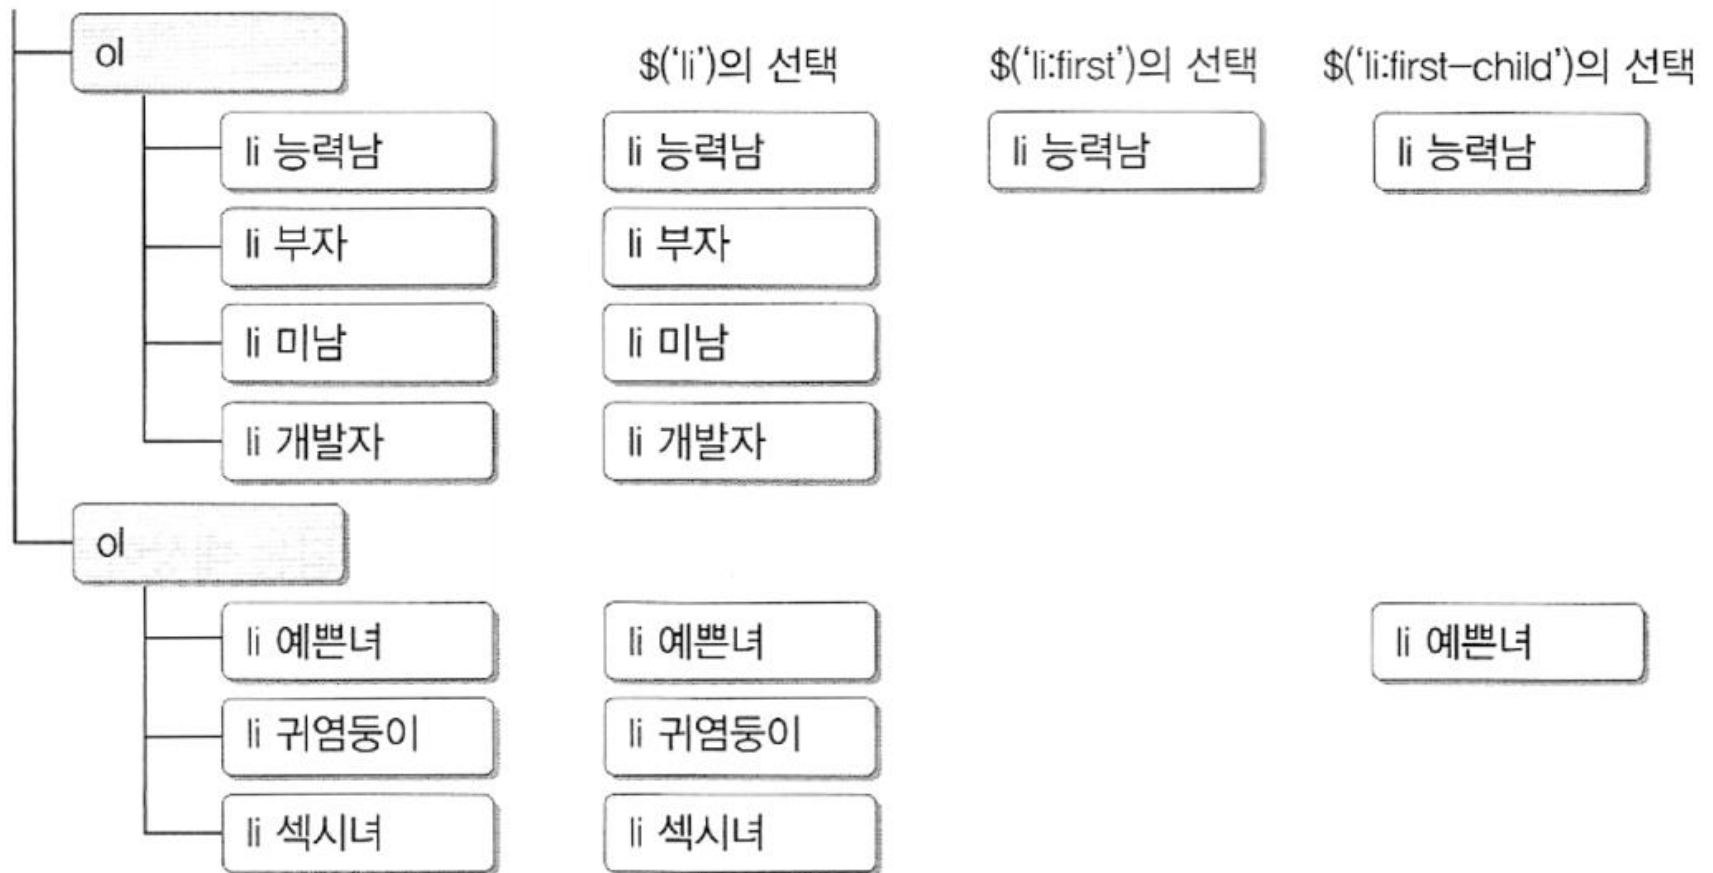 ol
$(‘li’)의 선택 $(‘li:first’)의 선택 $(‘li:first–child’)의 선택
li 능력남 li 능력남 li 능력남 li 능력남
li 부자 li 부자
li 미남 li 미남
li 개발자 li 개발자
ol
li 예쁜녀 li 예쁜녀 li 예쁜녀
li 귀염둥이 li 귀염둥이
li 섹시녀 li 섹시녀